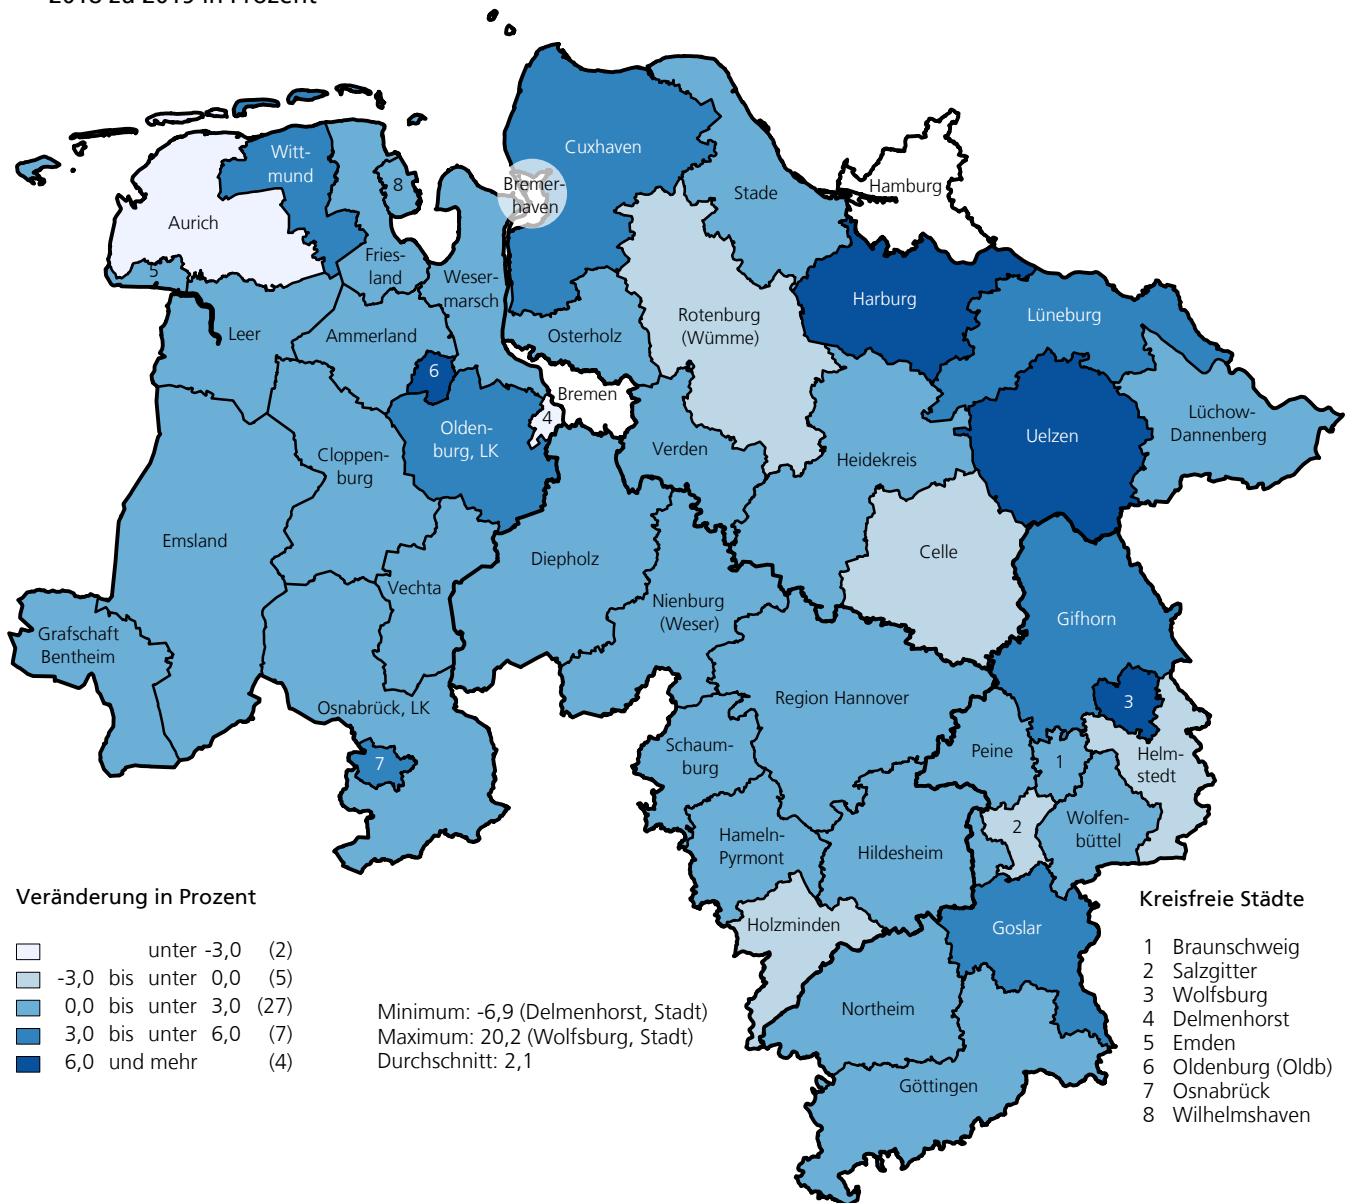 2018 zu 2019 in Prozent
Cuxhaven
Witt-
mund
8
Bremer-
haven
Stade
Hamburg
Aurich
5
Fries-
land
Weser-
marsch
Harburg
Lüneburg
Rotenburg
(Wümme)
Leer
Ammerland
Osterholz
6
Bremen
4
Olden-
burg, LK
Verden
Heidekreis
Uelzen
Lüchow-
Dannenberg
Cloppen-
burg
Emsland
Diepholz
Celle
Vechta
Nienburg
(Weser)
Gifhorn
Grafschaft
Bentheim
Osnabrück, LK
Region Hannover
3
7
Schaum-
burg
Peine
1
Helm-
stedt
2
Wolfen-
büttel
Hameln-
Pyrmont
Hildesheim
Holzminden
Goslar
Northeim
Göttingen
Veränderung in Prozent
unter -3,0 (2)
-3,0 bis unter 0,0 (5)
0,0 bis unter 3,0 (27)
3,0 bis unter 6,0 (7)
6,0 und mehr (4)
Minimum: -6,9 (Delmenhorst, Stadt)
Maximum: 20,2 (Wolfsburg, Stadt)
Durchschnitt: 2,1
Kreisfreie Städte
1 Braunschweig
2 Salzgitter
3 Wolfsburg
4 Delmenhorst
5 Emden
6 Oldenburg (Oldb)
7 Osnabrück
8 Wilhelmshaven